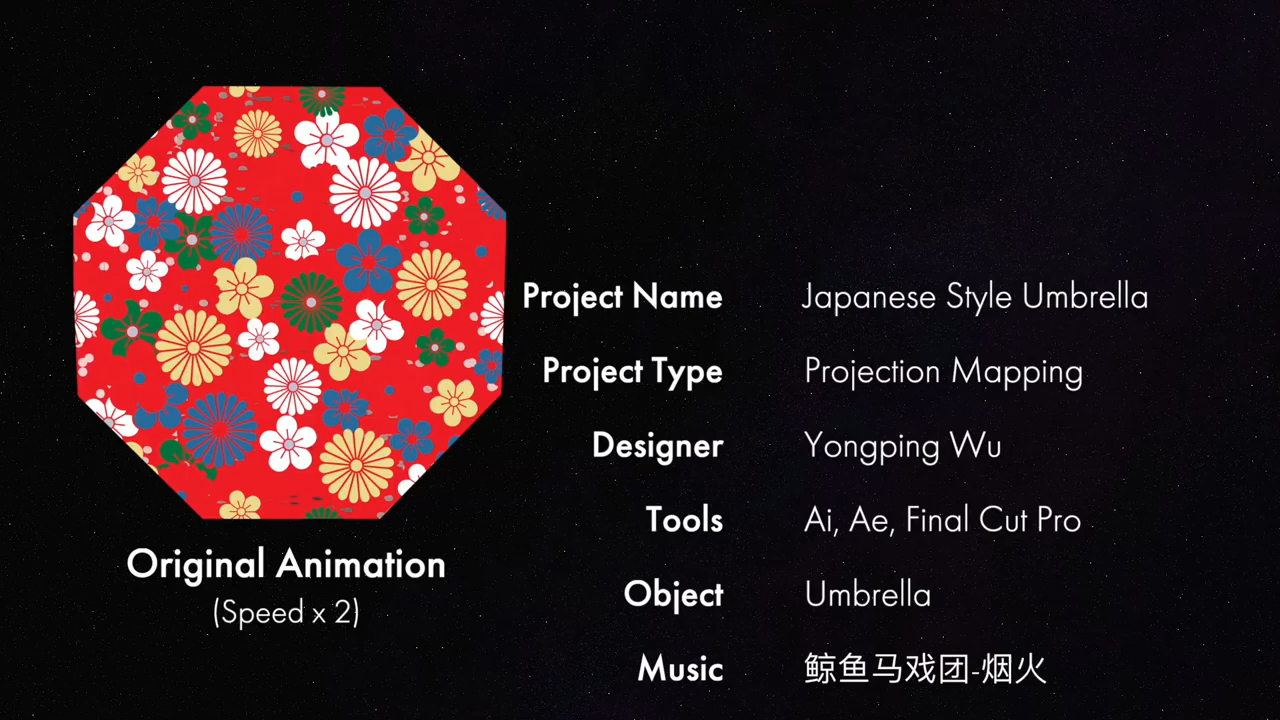 Project Name Japanese Style Umbrella
Project Type Projection Mapping
Designer Yongping Wu
Tools Ai, Ae, Final Cut Pro
Object Umbrella
Music 鲸鱼马戏团-烟火
Original Animation
(Speed x 2)